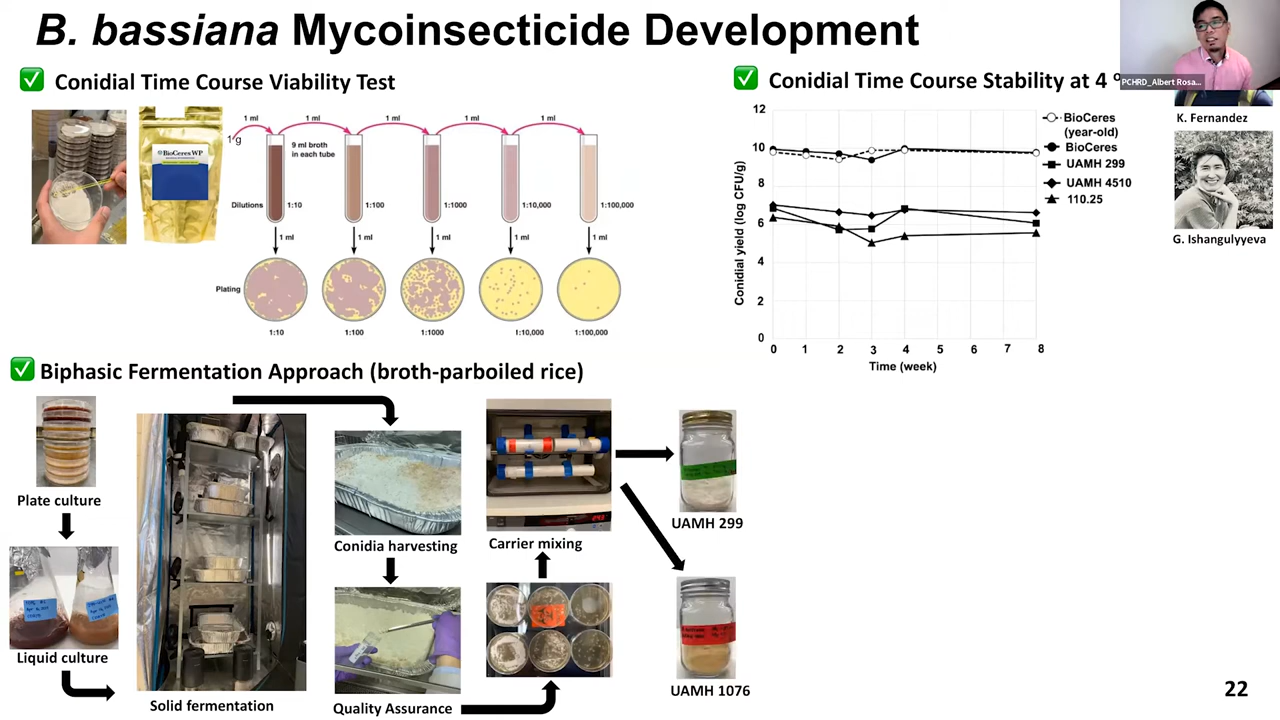 B. bassiana Mycoinsecticide Development
Conidial Time Course Viability Test
BioCeres WP
1 g
1 ml
1 ml
1 ml
1 ml
1 ml
9 ml broth
in each tube
Dilutions
1:10
1:100
1:1000
1:10,000
1:100,000
1 ml
1 ml
1 ml
1 ml
1 ml
Plating
1:10
1:100
1:1000
1:10,000
1:100,000
Conidial Time Course Stability at 4 º
PCHRD_Albert Rosa...
K. Fernandez
G. Ishangulyyeva
Conidial yield (log CFU/g)
12
10
8
6
4
2
0
0 1 2 3 4 5 6 7 8
Time (week)
BioCeres
(year-old)
BioCeres
UAMH 299
UAMH 4510
110.25
Biphasic Fermentation Approach (broth-parboiled rice)
Plate culture
Liquid culture
Solid fermentation
Conidia harvesting
Quality Assurance
Carrier mixing
UAMH 299
UAMH 1076
22